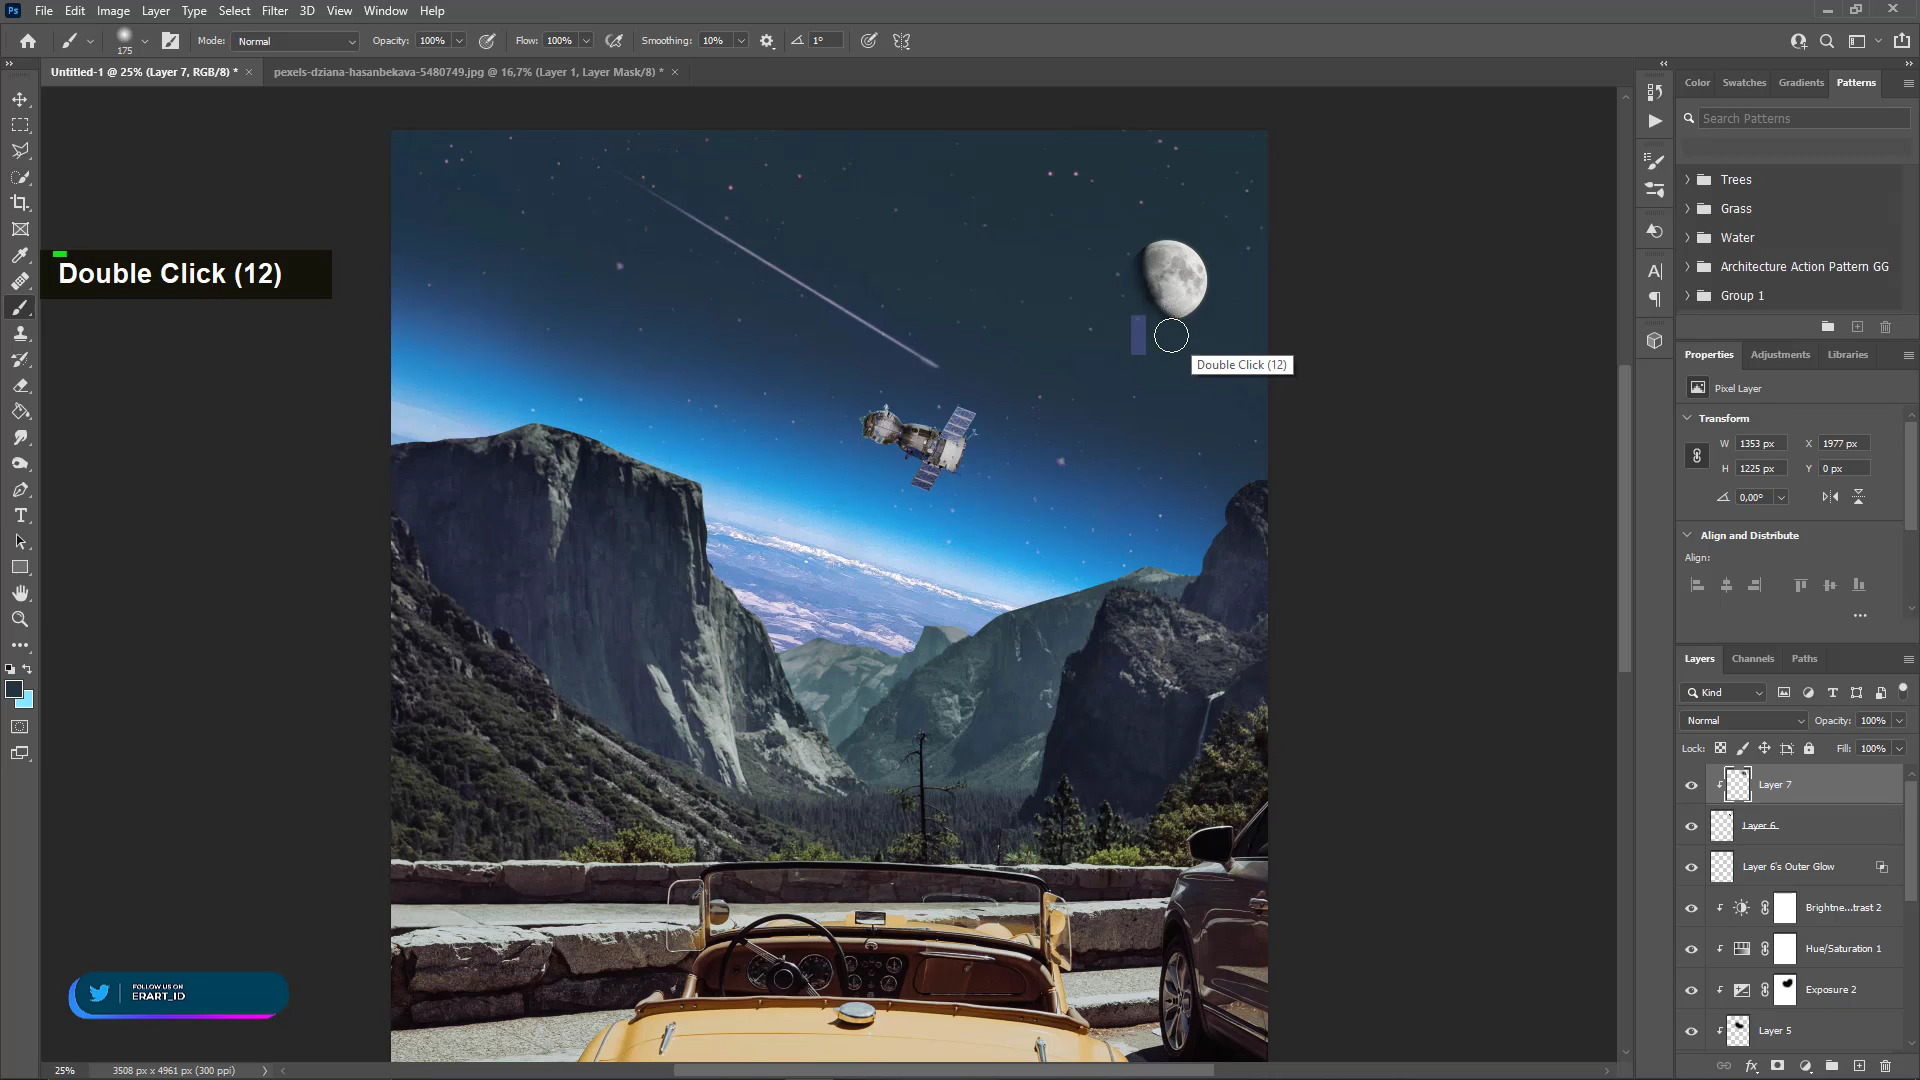 Ps File Edit Image Layer Type Select Filter 3D View Window Help
175 Mode: Normal Opacity: 100% Flow: 100% Smoothing: 10% 1°
Untitled-1 @ 25% (Layer 7, RGB/8) * × pexels-dziana-hasanbekava-5480749.jpg @ 16,7% (Layer 1, Layer Mask/8) * ×
Color Swatches Gradients Patterns
Search Patterns
Trees
Grass
Water
Architecture Action Pattern GG
Group 1
Double Click (12)
Double Click (12)
Properties Adjustments Libraries
Pixel Layer
Transform
W 1353 px X 1977 px
H 1225 px Y 0 px
0,00°
Align and Distribute
Align:
Layers Channels Paths
Kind
Normal Opacity: 100%
Lock: Fill: 100%
Layer 7
Layer 6
Layer 6's Outer Glow
Brightne...trast 2
Hue/Saturation 1
Exposure 2
Layer 5
FOLLOW US ON
ERART_ID
25% 3508 px x 4961 px (300 ppi)